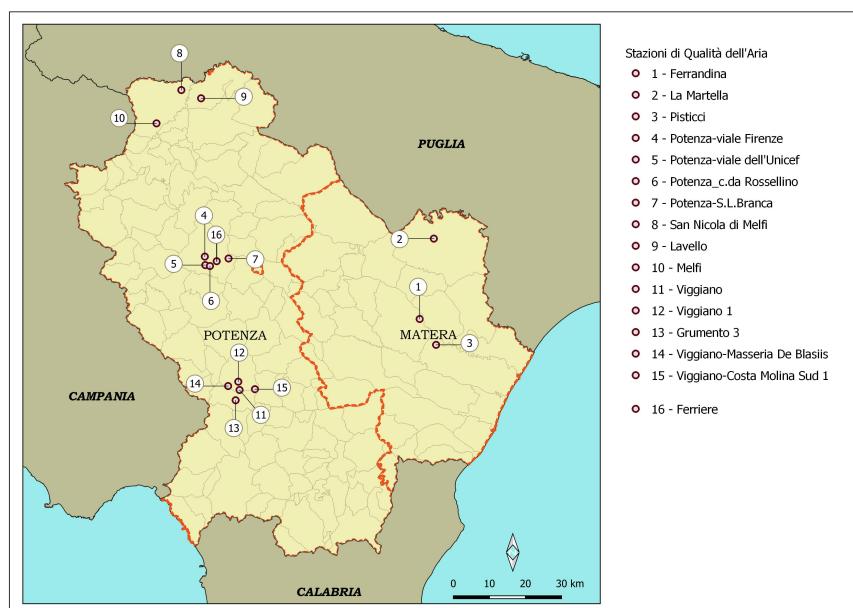 8
9
10
PUGLIA
4
16
2
5
7
6
1
POTENZA
MATERA
3
12
14
15
CAMPANIA
11
13
CALABRIA
0 10 20 30 km
Stazioni di Qualità dell'Aria
1 - Ferrandina
2 - La Martella
3 - Pisticci
4 - Potenza-viale Firenze
5 - Potenza-viale dell'Unicef
6 - Potenza_c.da Rossellino
7 - Potenza-S.L.Branca
8 - San Nicola di Melfi
9 - Lavello
10 - Melfi
11 - Viggiano
12 - Viggiano 1
13 - Grumento 3
14 - Viggiano-Masseria De Blasiis
15 - Viggiano-Costa Molina Sud 1
16 - Ferriere